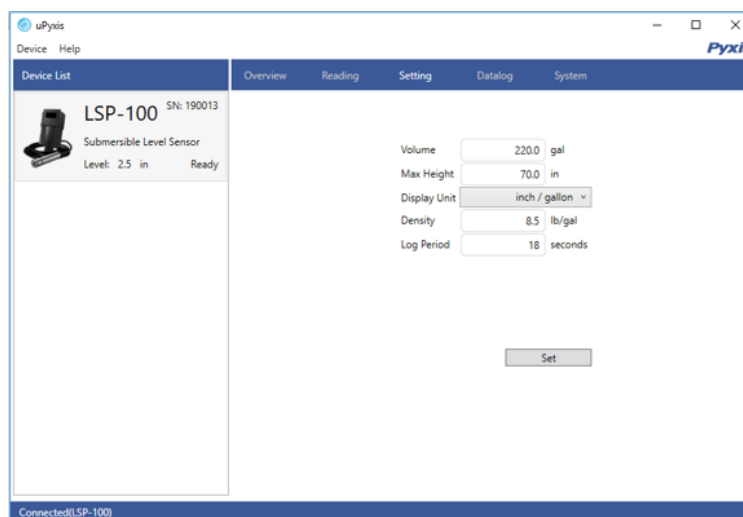 uPyxis
Device Help
Device List
Overview Reading Setting Datalog System
LSP-100 SN: 190013
Submersible Level Sensor
Level: 2.5 in Ready
Volume 220.0 gal
Max Height 70.0 in
Display Unit inch / gallon
Density 8.5 lb/gal
Log Period 18 seconds
Set
Connected(LSP-100)